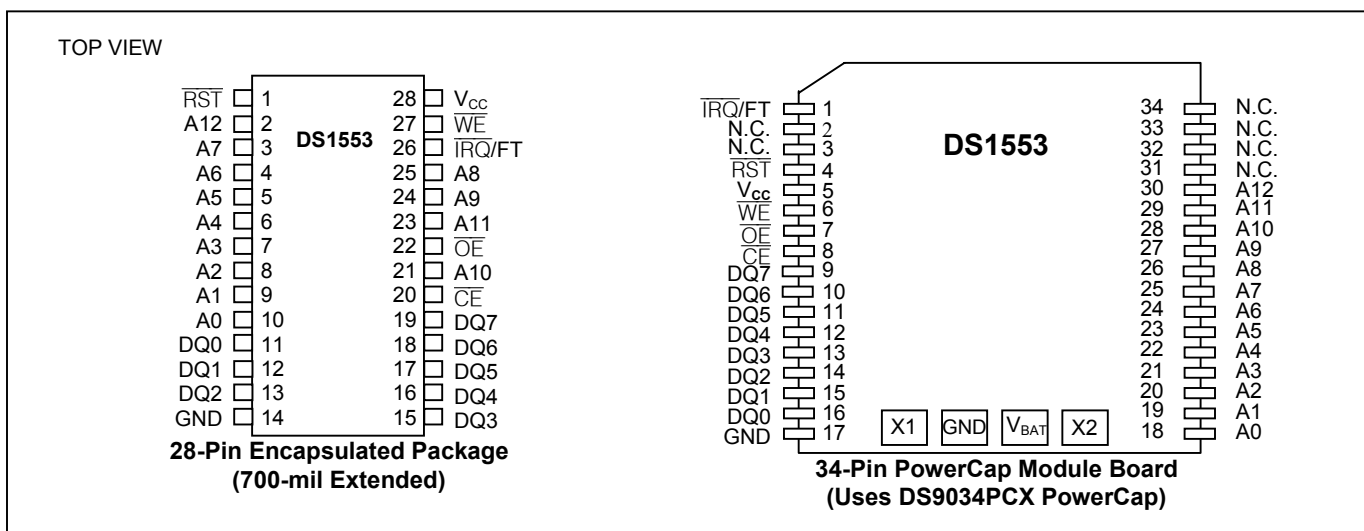 TOP VIEW
RST 1 28 VCC
A12 2 27 WE
DS1553
A7 3 26 IRQ/FT
A6 4 25 A8
A5 5 24 A9
A4 6 23 A11
A3 7 22 OE
A2 8 21 A10
A1 9 20 CE
A0 10 19 DQ7
DQ0 11 18 DQ6
DQ1 12 17 DQ5
DQ2 13 16 DQ4
GND 14 15 DQ3
28-Pin Encapsulated Package
(700-mil Extended)
IRQ/FT 1 34 N.C.
N.C. 2 33 N.C.
N.C. 3 DS1553 32 N.C.
RST 4 31 N.C.
Vcc 5 30 A12
WE 6 29 A11
OE 7 28 A10
CE 8 27 A9
DQ7 9 26 A8
DQ6 10 25 A7
DQ5 11 24 A6
DQ4 12 23 A5
DQ3 13 22 A4
DQ2 14 21 A3
DQ1 15 20 A2
DQ0 16 19 A1
GND 17 X1 GND VBAT X2 18 A0
34-Pin PowerCap Module Board
(Uses DS9034PCX PowerCap)